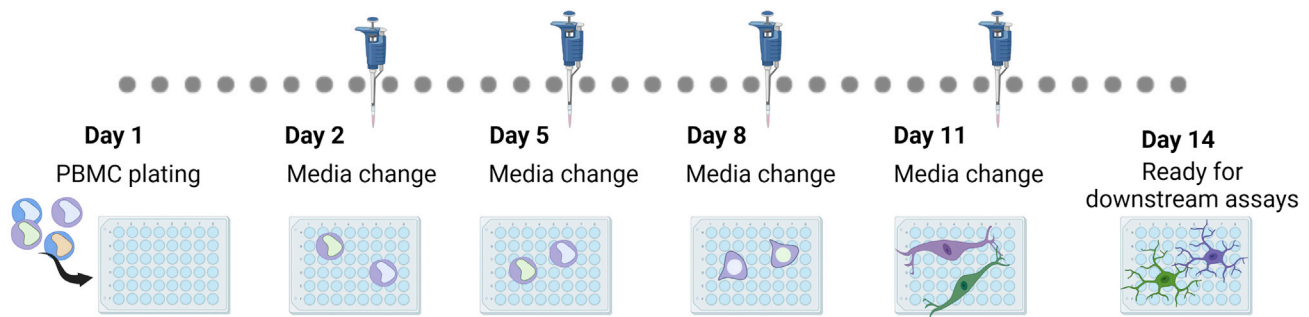 Day 1
PBMC plating
Day 2
Media change
Day 5
Media change
Day 8
Media change
Day 11
Media change
Day 14
Ready for
downstream assays